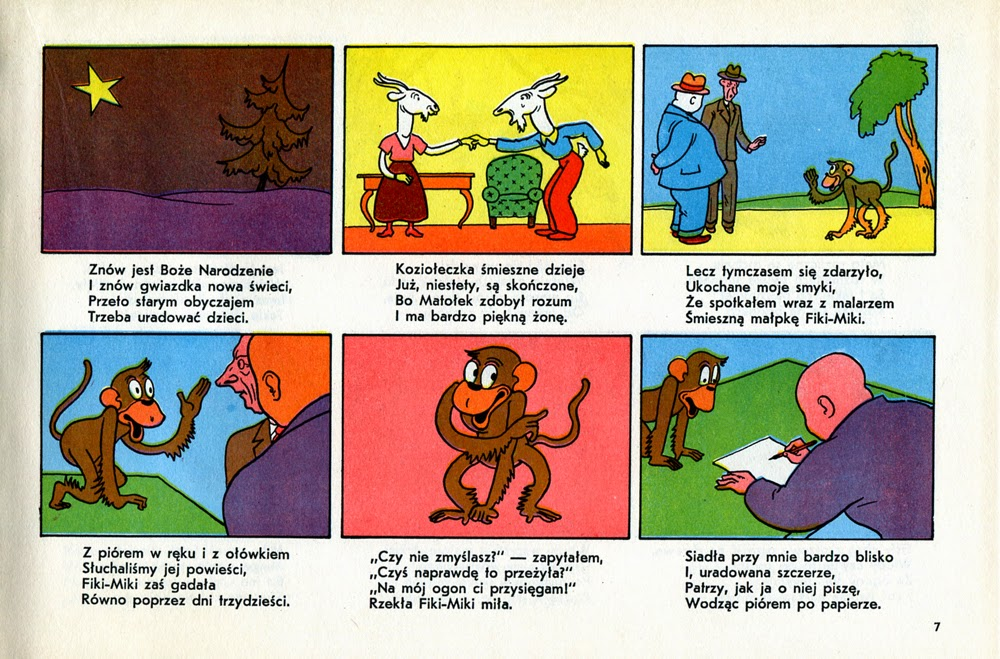 Znów jest Boże Narodzenie
I znów gwiazdka nowa świeci,
Przeto starym obyczajem
Trzeba uradować dzieci.
Koziołeczka śmieszne dzieje
Już, niestety, są skończone,
Bo Matołek zdobył rozum
I ma bardzo piękną żonę.
Lecz tymczasem się zdarzyło,
Ukochane moje smyki,
Że spotkałem wraz z malarzem
Śmieszną małpkę Fiki-Miki.
Z piórem w ręku i z ołówkiem
Słuchaliśmy jej powieści,
Fiki-Miki zaś gadała
Równo poprzez dni trzydzieści.
„Czy nie zmyślasz?" — zapytałem,
„Czyś naprawdę to przeżyła?"
„Na mój ogon ci przysięgam!"
Rzekła Fiki-Miki miła.
Siadła przy mnie bardzo blisko
I, uradowana szczerze,
Patrzy, jak ja o niej piszę,
Wodząc piórem po papierze.
7